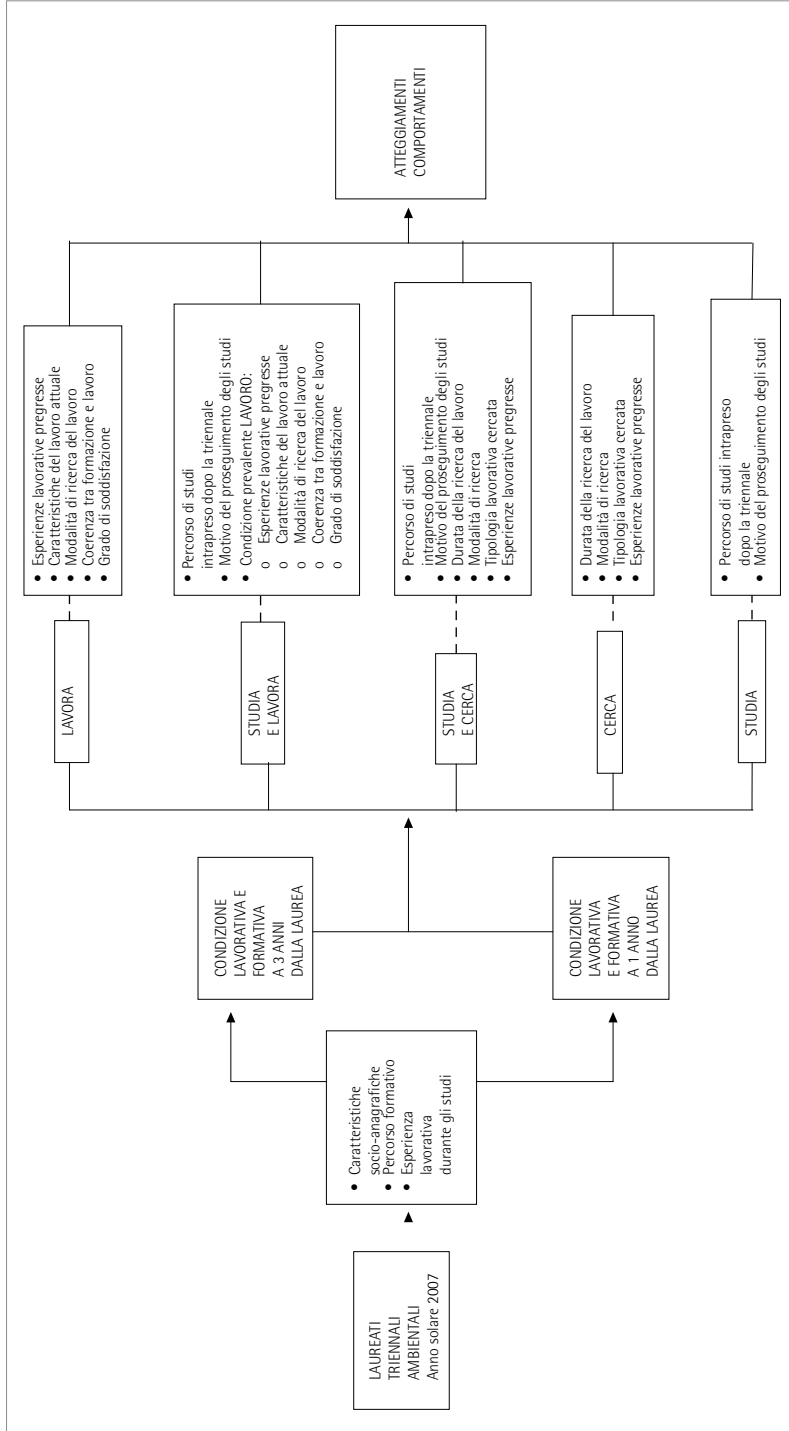 LAUREATI
TRIENNALI
AMBIENTALI
Anno solare 2007
• Caratteristiche
socio-anagrafiche
• Percorso formativo
• Esperienza
lavorativa
durante gli studi
CONDIZIONE
LAVORATIVA E
FORMATIVA
A 3 ANNI
DALLA LAUREA
CONDIZIONE
LAVORATIVA
E FORMATIVA
A 1 ANNO
DALLA LAUREA
LAVORA
• Esperienze lavorative pregresse
• Caratteristiche del lavoro attuale
• Modalità di ricerca del lavoro
• Coerenza tra formazione e lavoro
• Grado di soddisfazione
STUDIA
E LAVORA
• Percorso di studi
intrapreso dopo la triennale
• Motivo del proseguimento degli studi
• Condizione prevalente LAVORO:
o Esperienze lavorative pregresse
o Caratteristiche del lavoro attuale
o Modalità di ricerca del lavoro
o Coerenza tra formazione e lavoro
o Grado di soddisfazione
STUDIA
E CERCA
• Percorso di studi
intrapreso dopo la triennale
• Motivo del proseguimento degli studi
• Durata della ricerca del lavoro
• Modalità di ricerca
• Tipologia lavorativa cercata
• Esperienze lavorative pregresse
CERCA
• Durata della ricerca del lavoro
• Modalità di ricerca
• Tipologia lavorativa cercata
• Esperienze lavorative pregresse
STUDIA
• Percorso di studi intrapreso
dopo la triennale
• Motivo del proseguimento degli studi
ATTEGGIAMENTI
COMPORTAMENTI